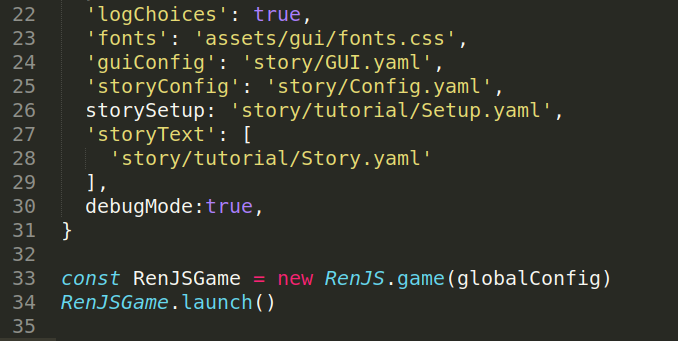 22 'logChoices': true,
23 'fonts': 'assets/gui/fonts.css',
24 'guiConfig': 'story/GUI.yaml',
25 'storyConfig': 'story/Config.yaml',
26 storySetup: 'story/tutorial/Setup.yaml',
27 'storyText': [
28 'story/tutorial/Story.yaml'
29 ],
30 debugMode:true,
31 }
32
33 const RenJSGame = new RenJS.game(globalConfig)
34 RenJSGame.launch()
35